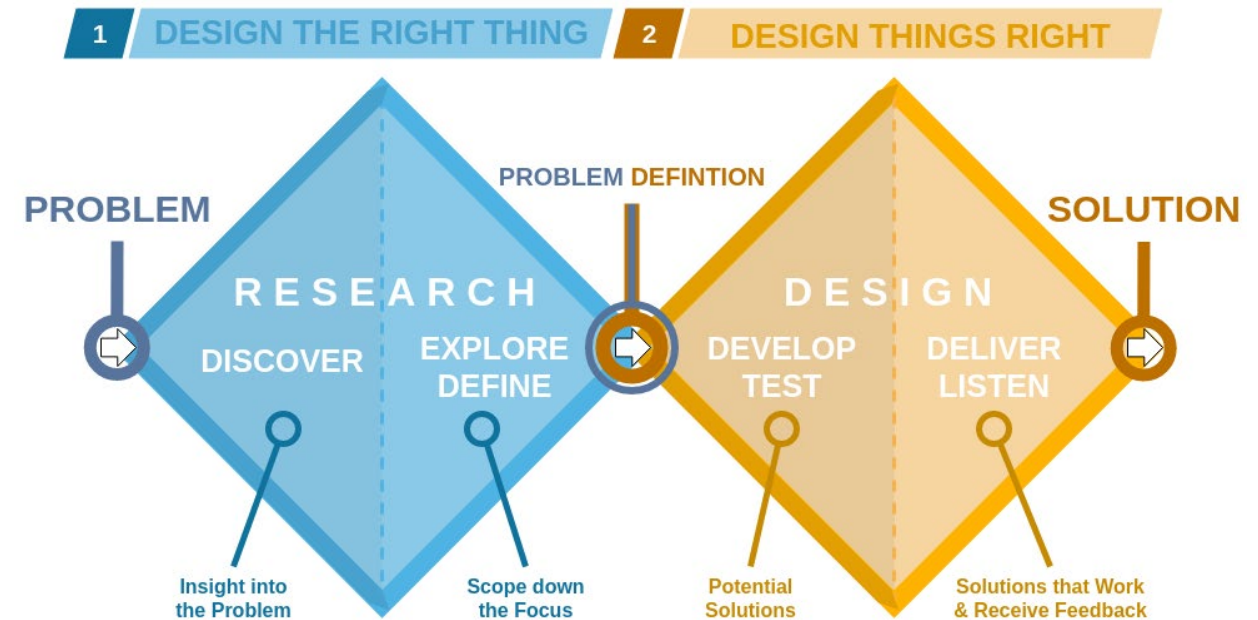 1 DESIGN THE RIGHT THING
2 DESIGN THINGS RIGHT
PROBLEM
PROBLEM DEFINTION
SOLUTION
RESEARCH
DISCOVER
EXPLORE
DEFINE
DESIGN
DEVELOP
TEST
DELIVER
LISTEN
Insight into
the Problem
Scope down
the Focus
Potential
Solutions
Solutions that Work
& Receive Feedback